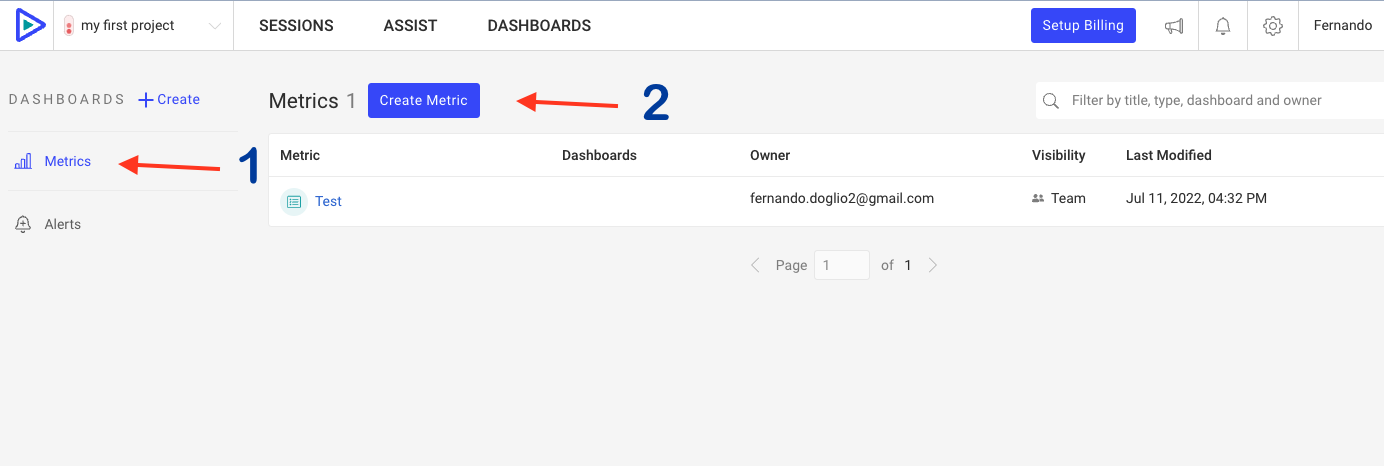 my first project SESSIONS ASSIST DASHBOARDS Setup Billing Fernando
DASHBOARDS Create Metrics 1 Create Metric 2 Filter by title, type, dashboard and owner
Metrics 1 Metric Dashboards Owner Visibility Last Modified
Test fernando.doglio2@gmail.com Team Jul 11, 2022, 04:32 PM
Alerts
Page 1 of 1